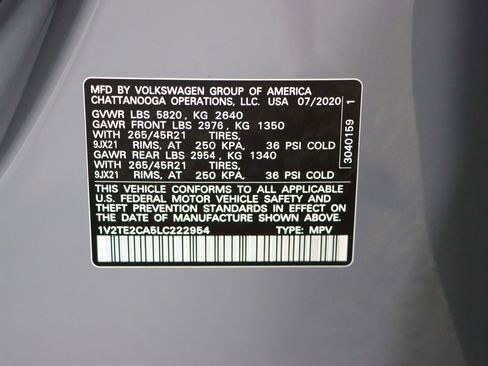 MFD BY VOLKSWAGEN GROUP OF AMERICA
CHATTANOOGA OPERATIONS, LLC. USA 07/2020
GVWR LBS 5820, KG 2640
GAWR FRONT LBS 2976, KG 1350
WITH 265/45R21 TIRES,
9JX21 RIMS, AT 250 KPA, 36 PSI COLD
GAWR REAR LBS 2954, KG 1340
WITH 265/45R21 TIRES,
9JX21 RIMS, AT 250 KPA, 36 PSI COLD
THIS VEHICLE CONFORMS TO ALL APPLICABLE
U.S. FEDERAL MOTOR VEHICLE SAFETY AND
THEFT PREVENTION STANDARDS IN EFFECT ON
THE DATE OF MANUFACTURE SHOWN ABOVE.
1V2TE2CA5LC222954 TYPE: MPV
3040159 1